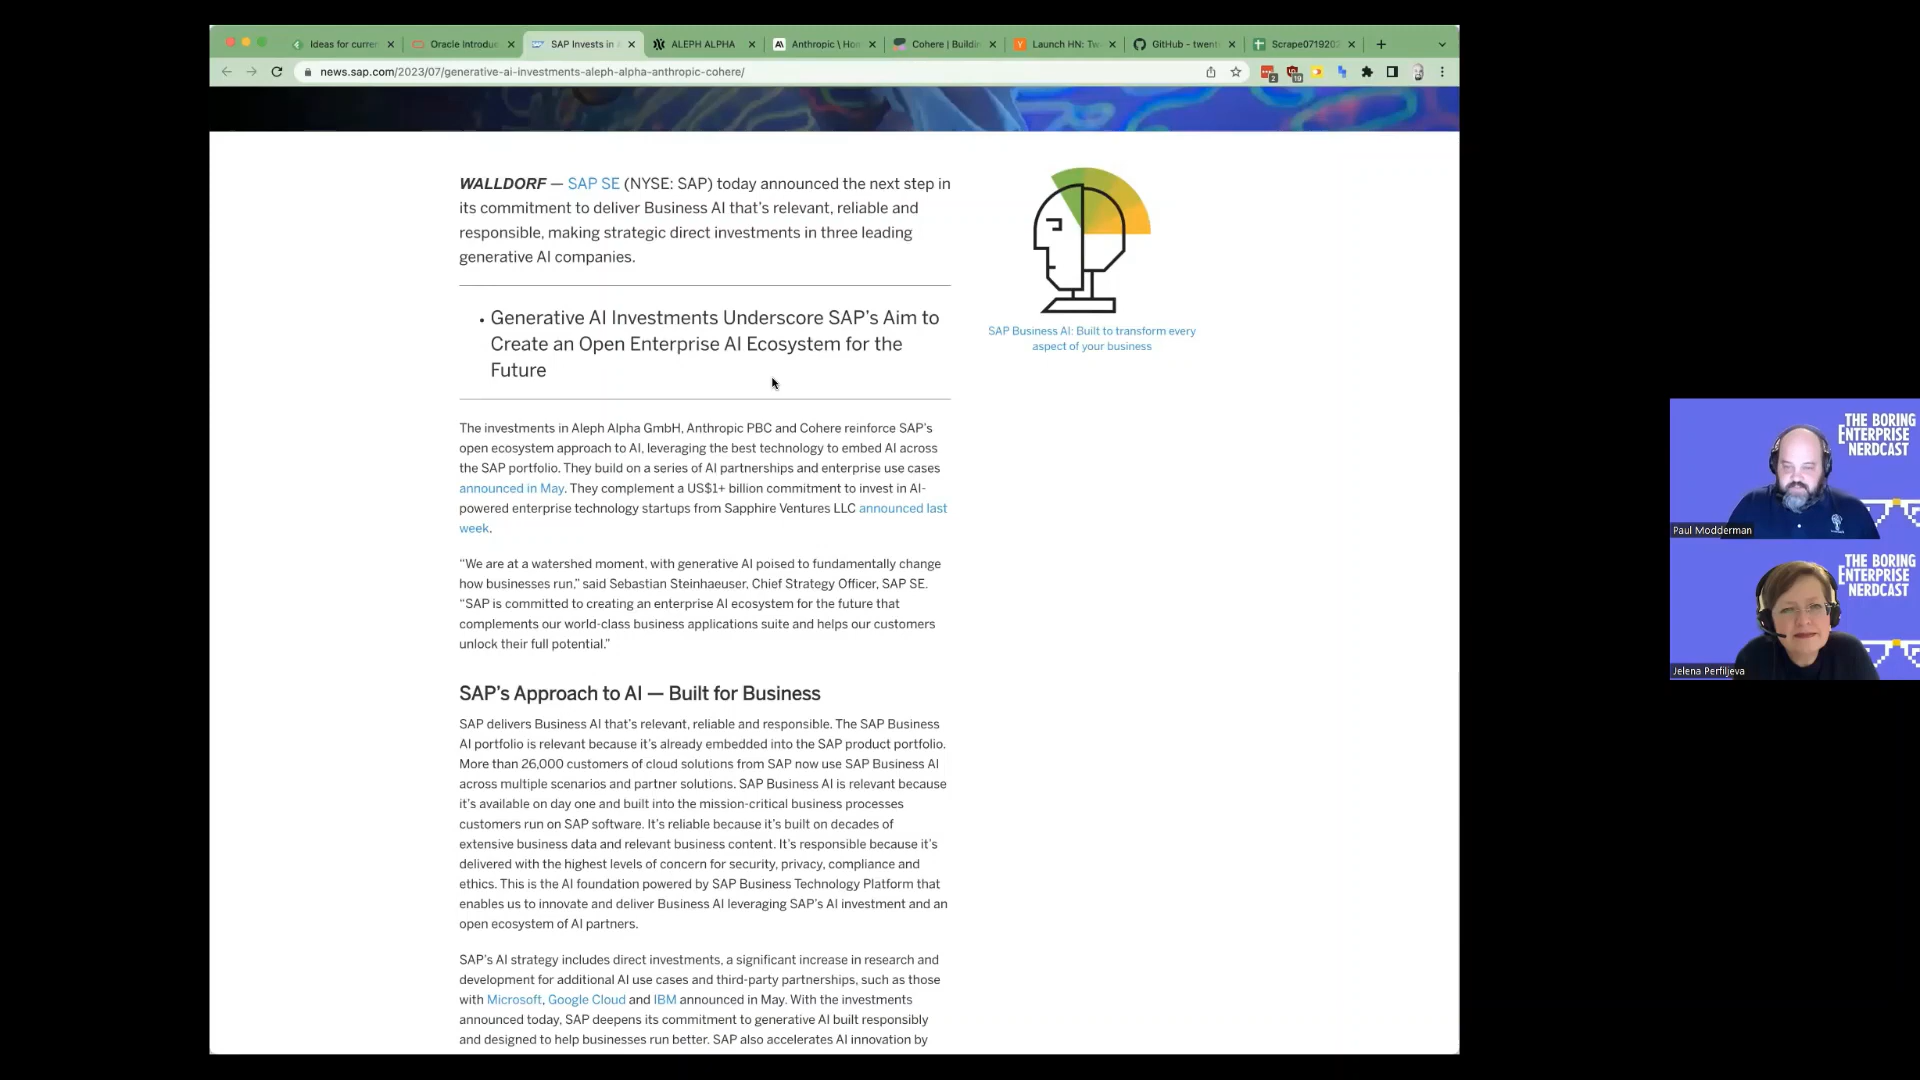 Ideas for curren
Oracle Introduc
SAP Invests in
ALEPH ALPHA
Anthropic \ Hom
Cohere | Buildin
Launch HN: Tw
GitHub - twent
Scrape0719202
news.sap.com/2023/07/generative-ai-investments-aleph-alpha-anthropic-cohere/
WALLDORF — SAP SE (NYSE: SAP) today announced the next step in
its commitment to deliver Business AI that's relevant, reliable and
responsible, making strategic direct investments in three leading
generative AI companies.
• Generative AI Investments Underscore SAP's Aim to
Create an Open Enterprise AI Ecosystem for the
Future
The investments in Aleph Alpha GmbH, Anthropic PBC and Cohere reinforce SAP's
open ecosystem approach to AI, leveraging the best technology to embed AI across
the SAP portfolio. They build on a series of AI partnerships and enterprise use cases
announced in May. They complement a US$1+ billion commitment to invest in AI-
powered enterprise technology startups from Sapphire Ventures LLC announced last
week.
“We are at a watershed moment, with generative AI poised to fundamentally change
how businesses run,” said Sebastian Steinhaeuser, Chief Strategy Officer, SAP SE.
“SAP is committed to creating an enterprise AI ecosystem for the future that
complements our world-class business applications suite and helps our customers
unlock their full potential.”
SAP's Approach to AI — Built for Business
SAP delivers Business AI that's relevant, reliable and responsible. The SAP Business
AI portfolio is relevant because it's already embedded into the SAP product portfolio.
More than 26,000 customers of cloud solutions from SAP now use SAP Business AI
across multiple scenarios and partner solutions. SAP Business AI is relevant because
it's available on day one and built into the mission-critical business processes
customers run on SAP software. It's reliable because it's built on decades of
extensive business data and relevant business content. It's responsible because it's
delivered with the highest levels of concern for security, privacy, compliance and
ethics. This is the AI foundation powered by SAP Business Technology Platform that
enables us to innovate and deliver Business AI leveraging SAP's AI investment and an
open ecosystem of AI partners.
SAP's AI strategy includes direct investments, a significant increase in research and
development for additional AI use cases and third-party partnerships, such as those
with Microsoft, Google Cloud and IBM announced in May. With the investments
announced today, SAP deepens its commitment to generative AI built responsibly
and designed to help businesses run better. SAP also accelerates AI innovation by
SAP Business AI: Built to transform every
aspect of your business
THE BORING
ENTERPRISE
NERDCAST
Paul Modderman
THE BORING
ENTERPRISE
NERDCAST
Jelena Perfiljeva